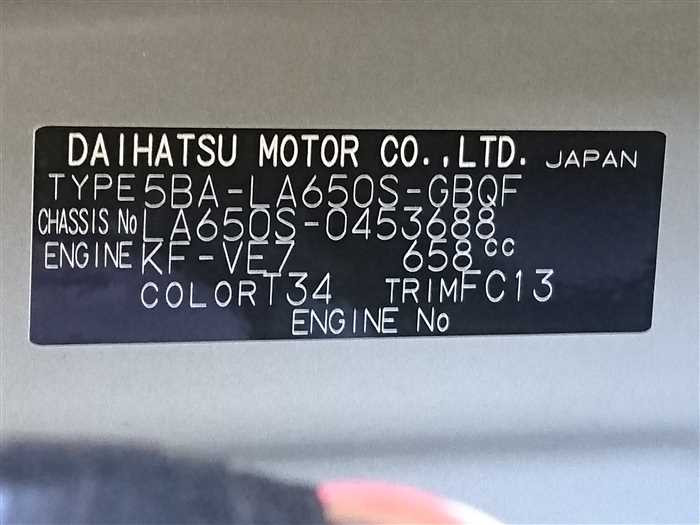 DAIHATSU MOTOR CO.,LTD. JAPAN
TYPE 5BA-LA650S-GBQF
CHASSIS No LA650S-0453688
ENGINE KF-VE7 658 cc
COLOR T34 TRIM FC13
ENGINE No